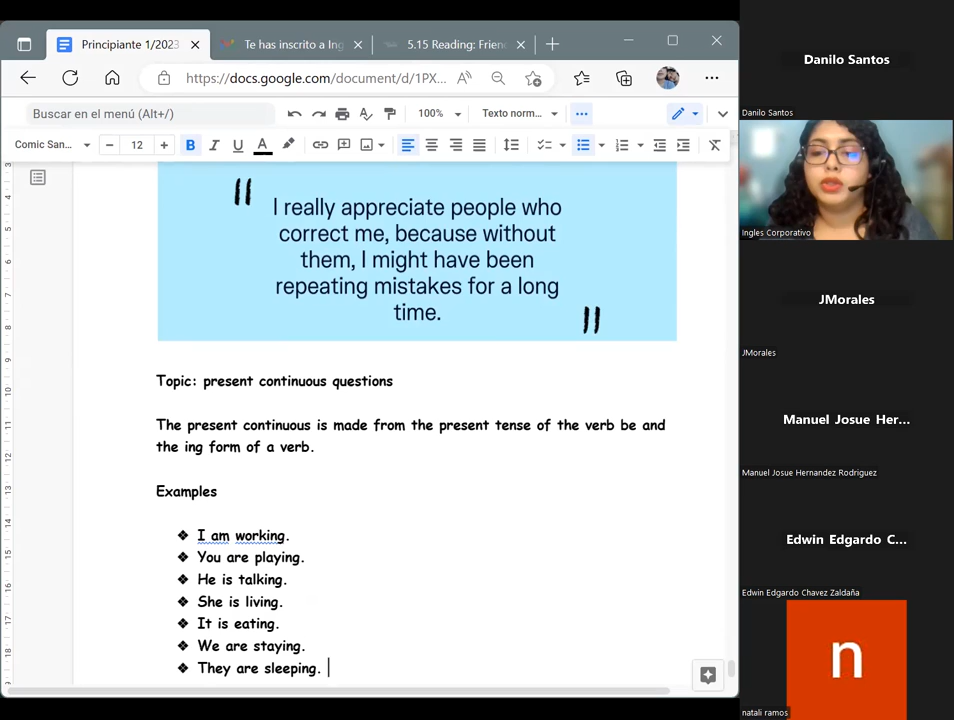 Principiante 1/2023
Te has inscrito a Ing
5.15 Reading: Frien
https://docs.google.com/document/d/1PX...
Buscar en el menú (Alt+/)
100%
Texto norm...
Comic San...
12
B
I
U
A
"
I really appreciate people who
correct me, because without
them, I might have been
repeating mistakes for a long
time.
"
Topic: present continuous questions
The present continuous is made from the present tense of the verb be and
the ing form of a verb.
Examples
❖ I am working.
❖ You are playing.
❖ He is talking.
❖ She is living.
❖ It is eating.
❖ We are staying.
❖ They are sleeping.
Danilo Santos
Danilo Santos
Ingles Corporativo
JMorales
JMorales
Manuel Josue Her...
Manuel Josue Hernandez Rodriguez
Edwin Edgardo C...
Edwin Edgardo Chavez Zaldaña
n
natali ramos